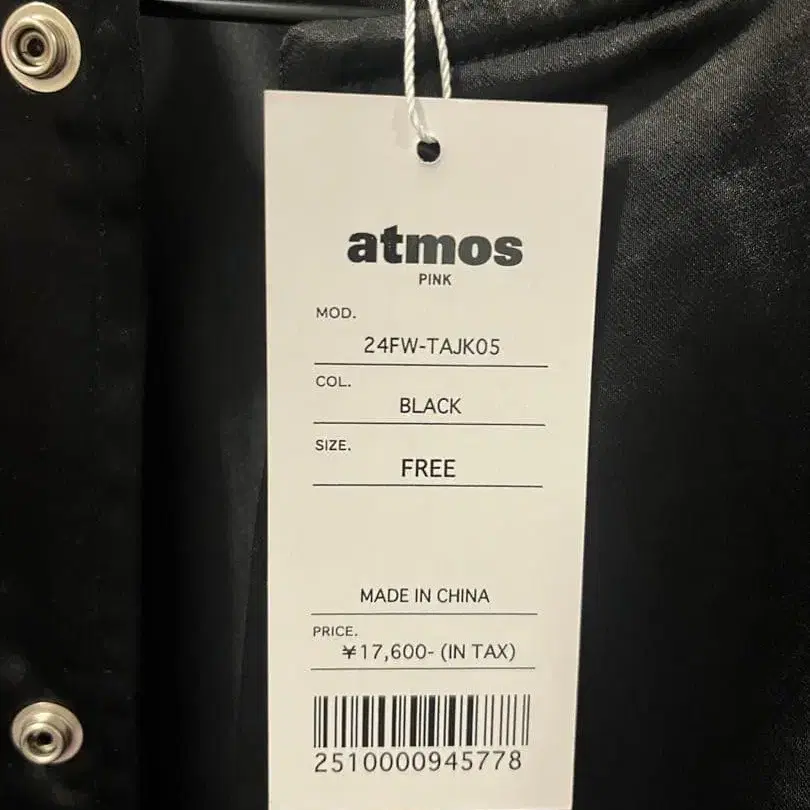 atmos
PINK
MOD.
24FW-TAJK05
COL.
BLACK
SIZE.
FREE
MADE IN CHINA
PRICE.
¥17,600- (IN TAX)
2510000945778